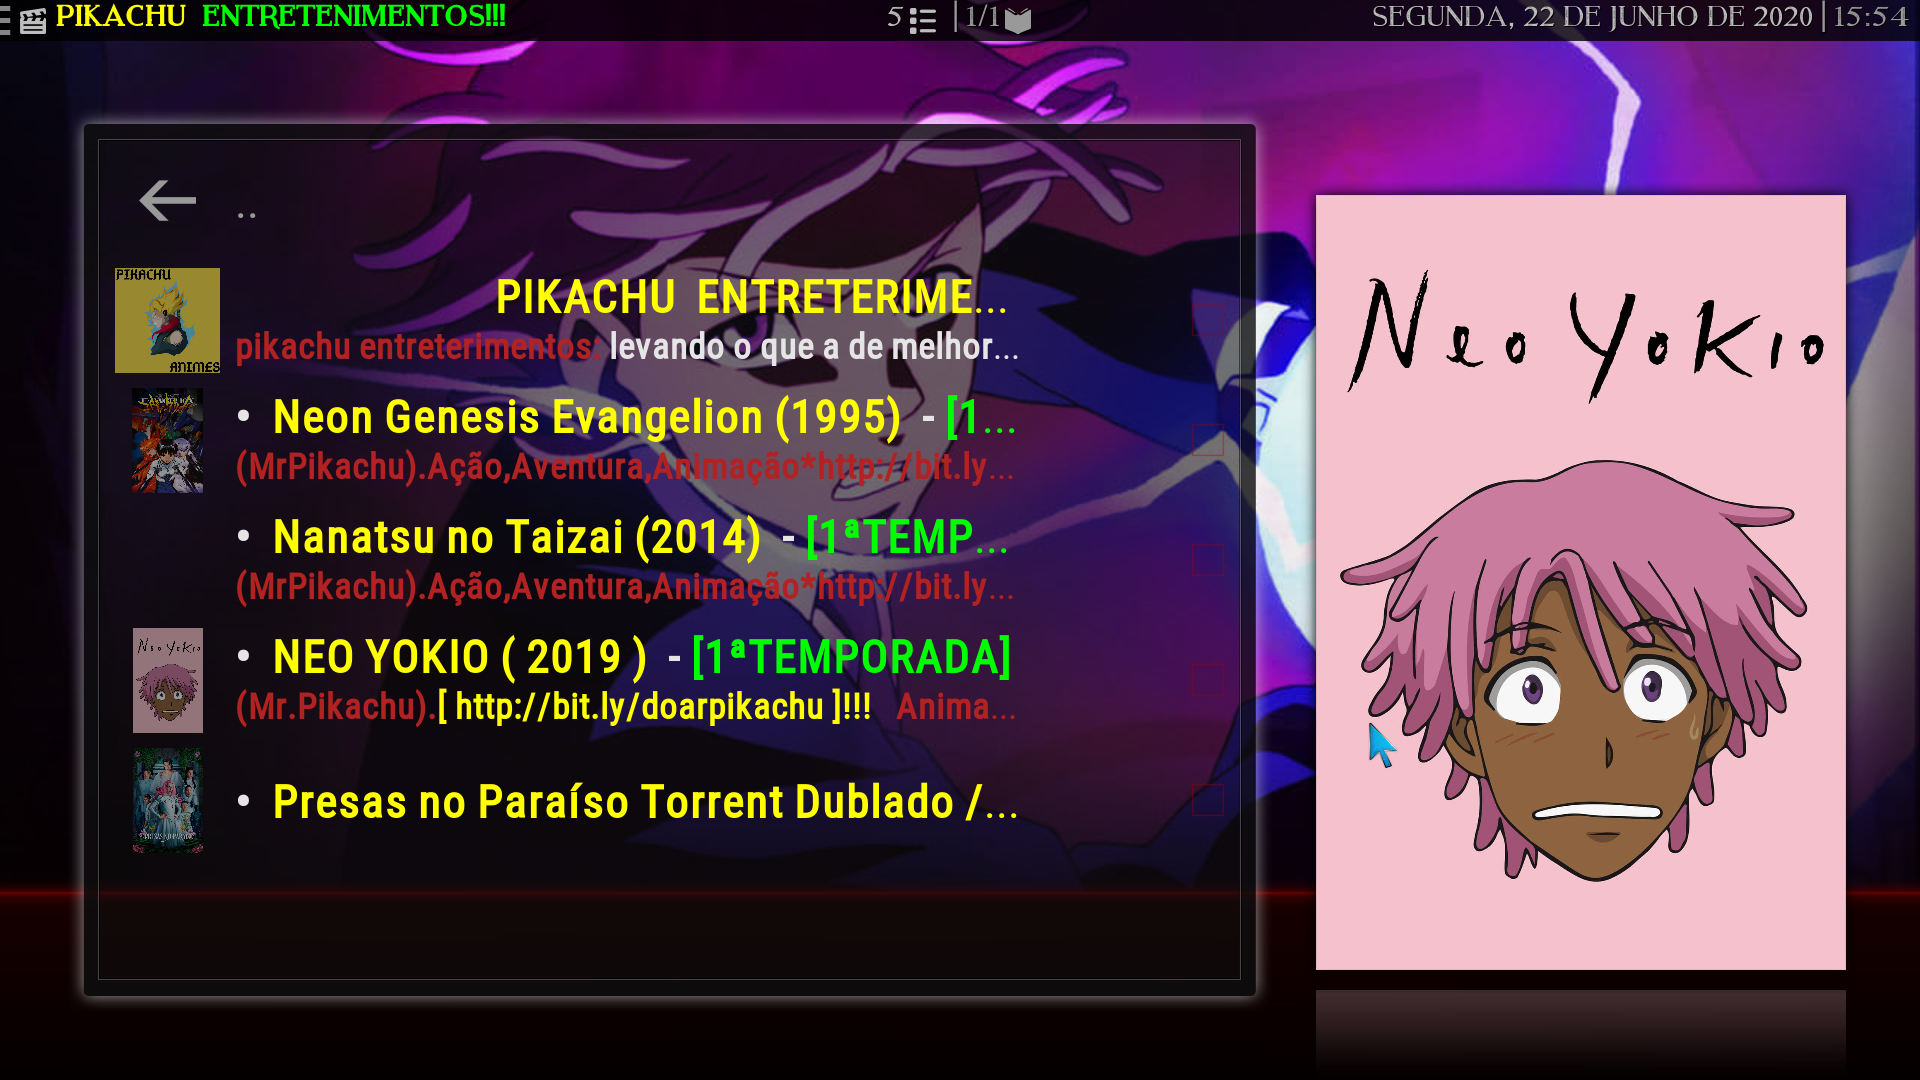 PIKACHU ENTRETENIMENTOS!!!
5 | 1/1
SEGUNDA, 22 DE JUNHO DE 2020 | 15:54
..
PIKACHU
ANIMES
PIKACHU ENTRETERIME...
pikachu entreterimentos: levando o que a de melhor...
• Neon Genesis Evangelion (1995) - [1...
(MrPikachu).Ação,Aventura,Animação*http://bit.ly...
• Nanatsu no Taizai (2014) - [1ªTEMP...
(MrPikachu).Ação,Aventura,Animação*http://bit.ly...
Neo Yokio
• NEO YOKIO ( 2019 ) - [1ªTEMPORADA]
(Mr.Pikachu).[ http://bit.ly/doarpikachu ]!!! Anima...
• Presas no Paraíso Torrent Dublado /...
Neo Yokio